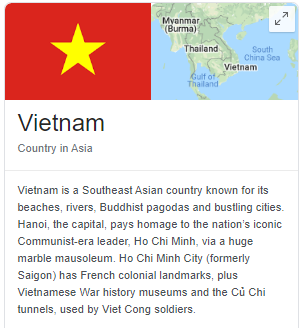 Myanmar
(Burma)
Thailand
South
China Sea
Vietnam
Gulf of
Thailand
Vietnam
Country in Asia
Vietnam is a Southeast Asian country known for its
beaches, rivers, Buddhist pagodas and bustling cities.
Hanoi, the capital, pays homage to the nation's iconic
Communist-era leader, Ho Chi Minh, via a huge
marble mausoleum. Ho Chi Minh City (formerly
Saigon) has French colonial landmarks, plus
Vietnamese War history museums and the Củ Chi
tunnels, used by Viet Cong soldiers.